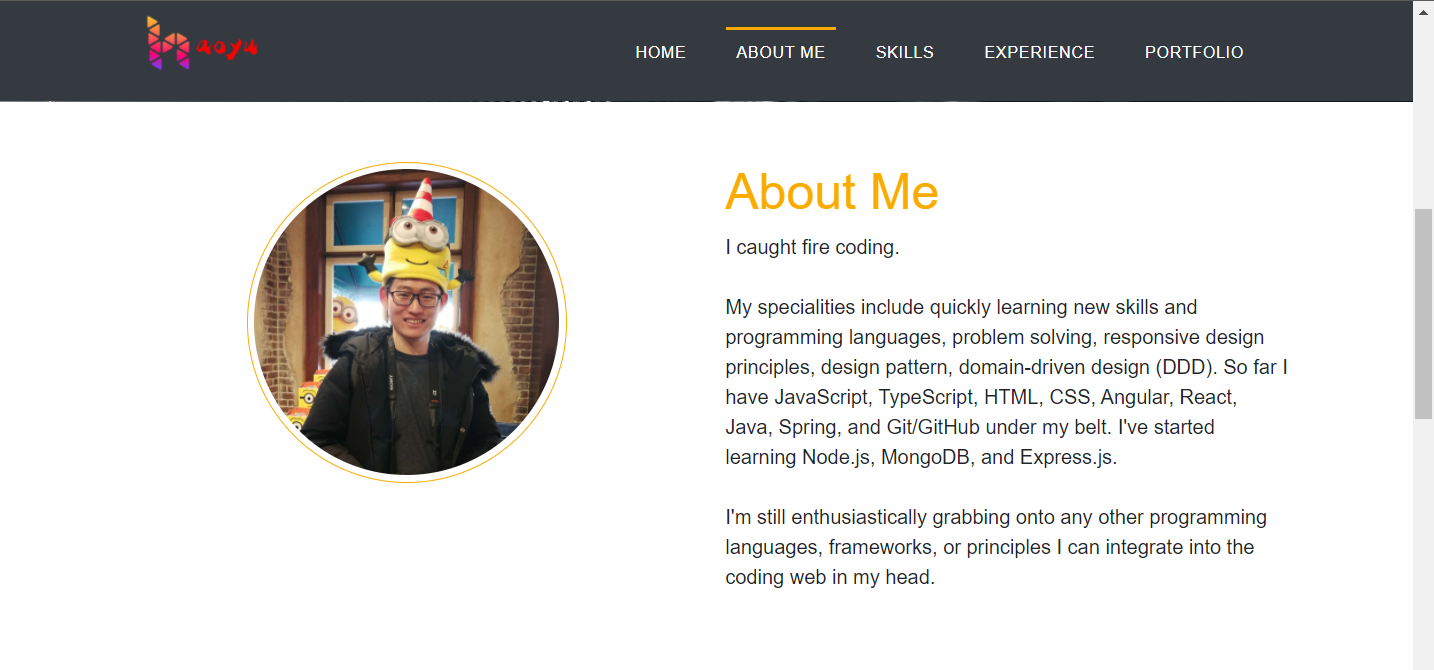 haoyu
HOME ABOUT ME SKILLS EXPERIENCE PORTFOLIO
About Me
I caught fire coding.
My specialities include quickly learning new skills and
programming languages, problem solving, responsive design
principles, design pattern, domain-driven design (DDD). So far I
have JavaScript, TypeScript, HTML, CSS, Angular, React,
Java, Spring, and Git/GitHub under my belt. I've started
learning Node.js, MongoDB, and Express.js.
I'm still enthusiastically grabbing onto any other programming
languages, frameworks, or principles I can integrate into the
coding web in my head.